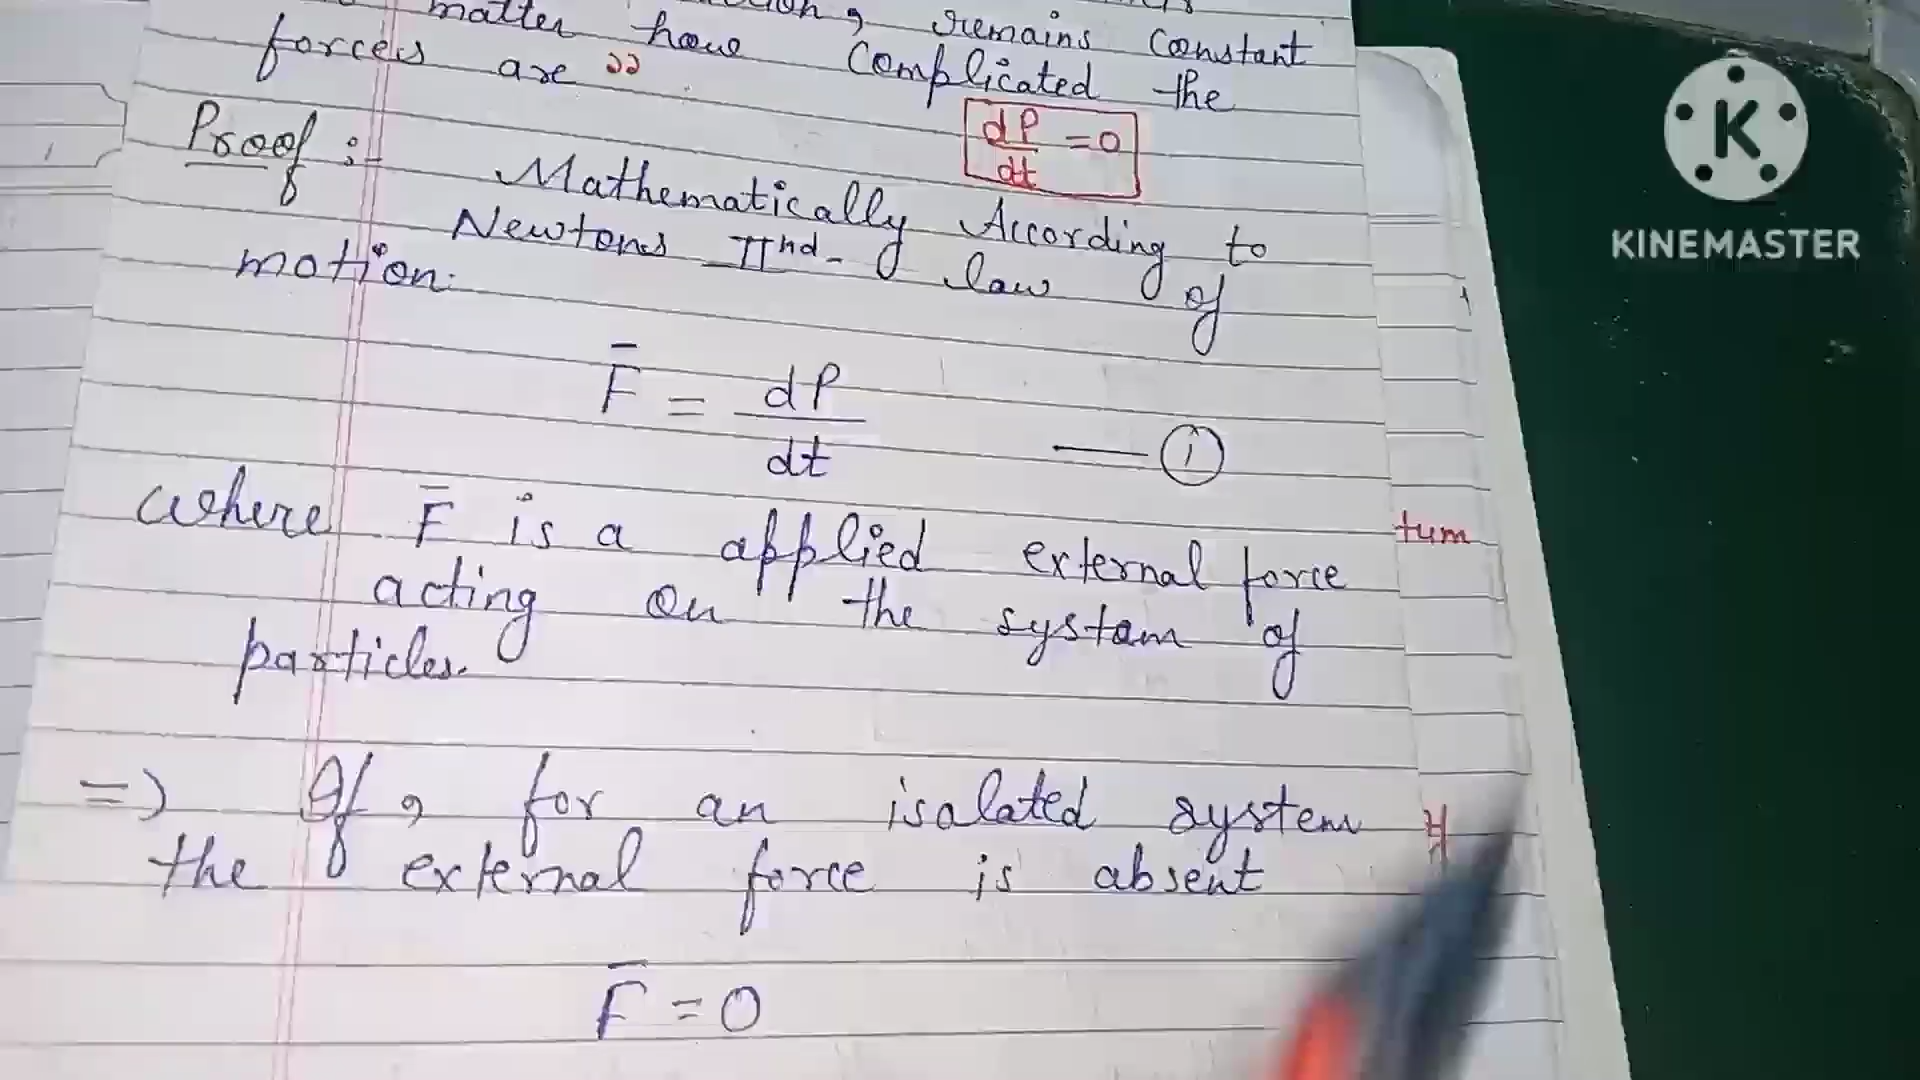 remains constant
matter how complicated the
forces are ”
dP/dt = 0
Proof :- Mathematically According to
Newtons IInd law of
motion.
F̅ = dP/dt — (i)
where F̅ is a applied external force
acting on the system of
particles.
=> If, for an isalated system
the external force is absent
F̅ = 0
tum
K
KINEMASTER